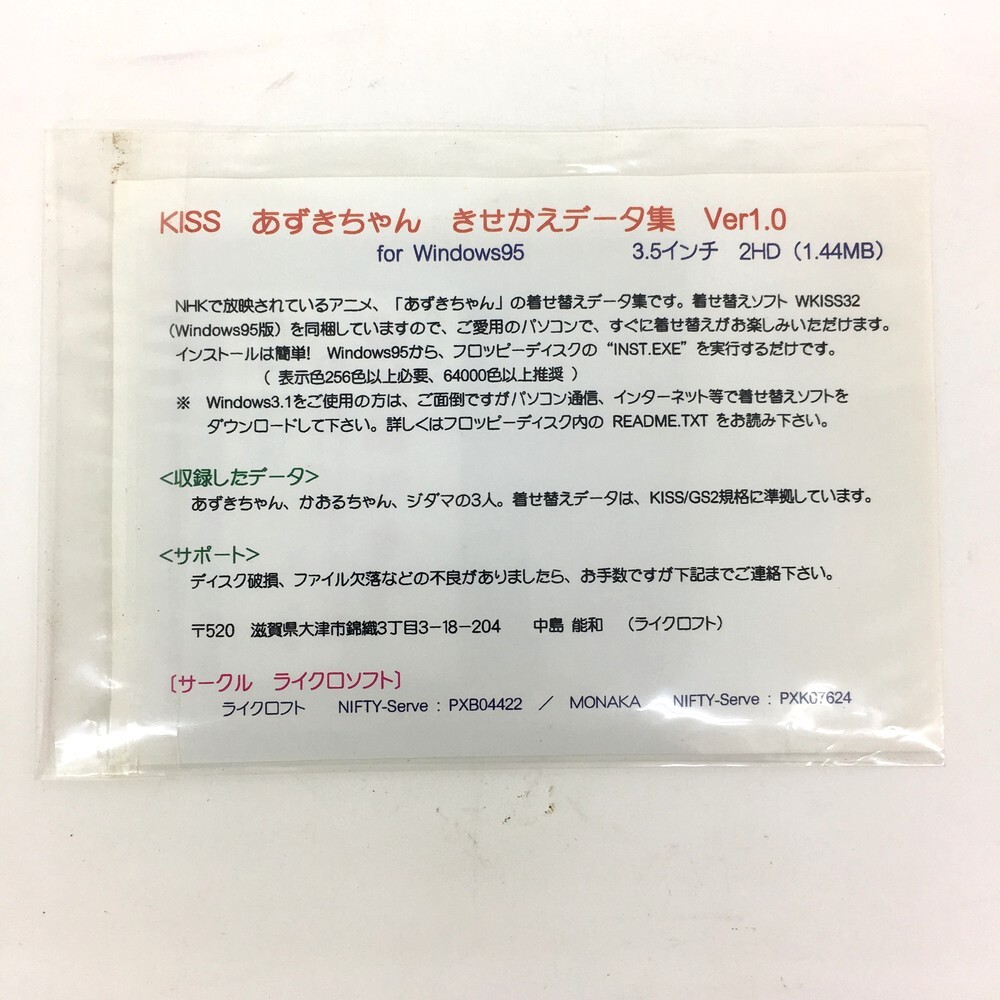 KISS あずきちゃん きせかえデータ集 Ver1.0
for Windows95 3.5インチ 2HD（1.44MB）
NHKで放映されているアニメ、「あずきちゃん」の着せ替えデータ集です。着せ替えソフト WKISS32
（Windows95版）を同梱していますので、ご愛用のパソコンで、すぐに着せ替えがお楽しみいただけます。
インストールは簡単! Windows95から、フロッピーディスクの “INST.EXE” を実行するだけです。
（ 表示色256色以上必要、64000色以上推奨 ）
※ Windows3.1をご使用の方は、ご面倒ですがパソコン通信、インターネット等で着せ替えソフトを
ダウンロードして下さい。詳しくはフロッピーディスク内の README.TXT をお読み下さい。
<収録したデータ>
あずきちゃん、かおるちゃん、ジダマの3人。着せ替えデータは、KISS/GS2規格に準拠しています。
<サポート>
ディスク破損、ファイル欠落などの不良がありましたら、お手数ですが下記までご連絡下さい。
〒520 滋賀県大津市錦織3丁目3-18-204 中島 能和 （ライクロフト）
〔サークル ライクロソフト〕
ライクロフト NIFTY-Serve : PXB04422 ／ MONAKA NIFTY-Serve : PXK07624